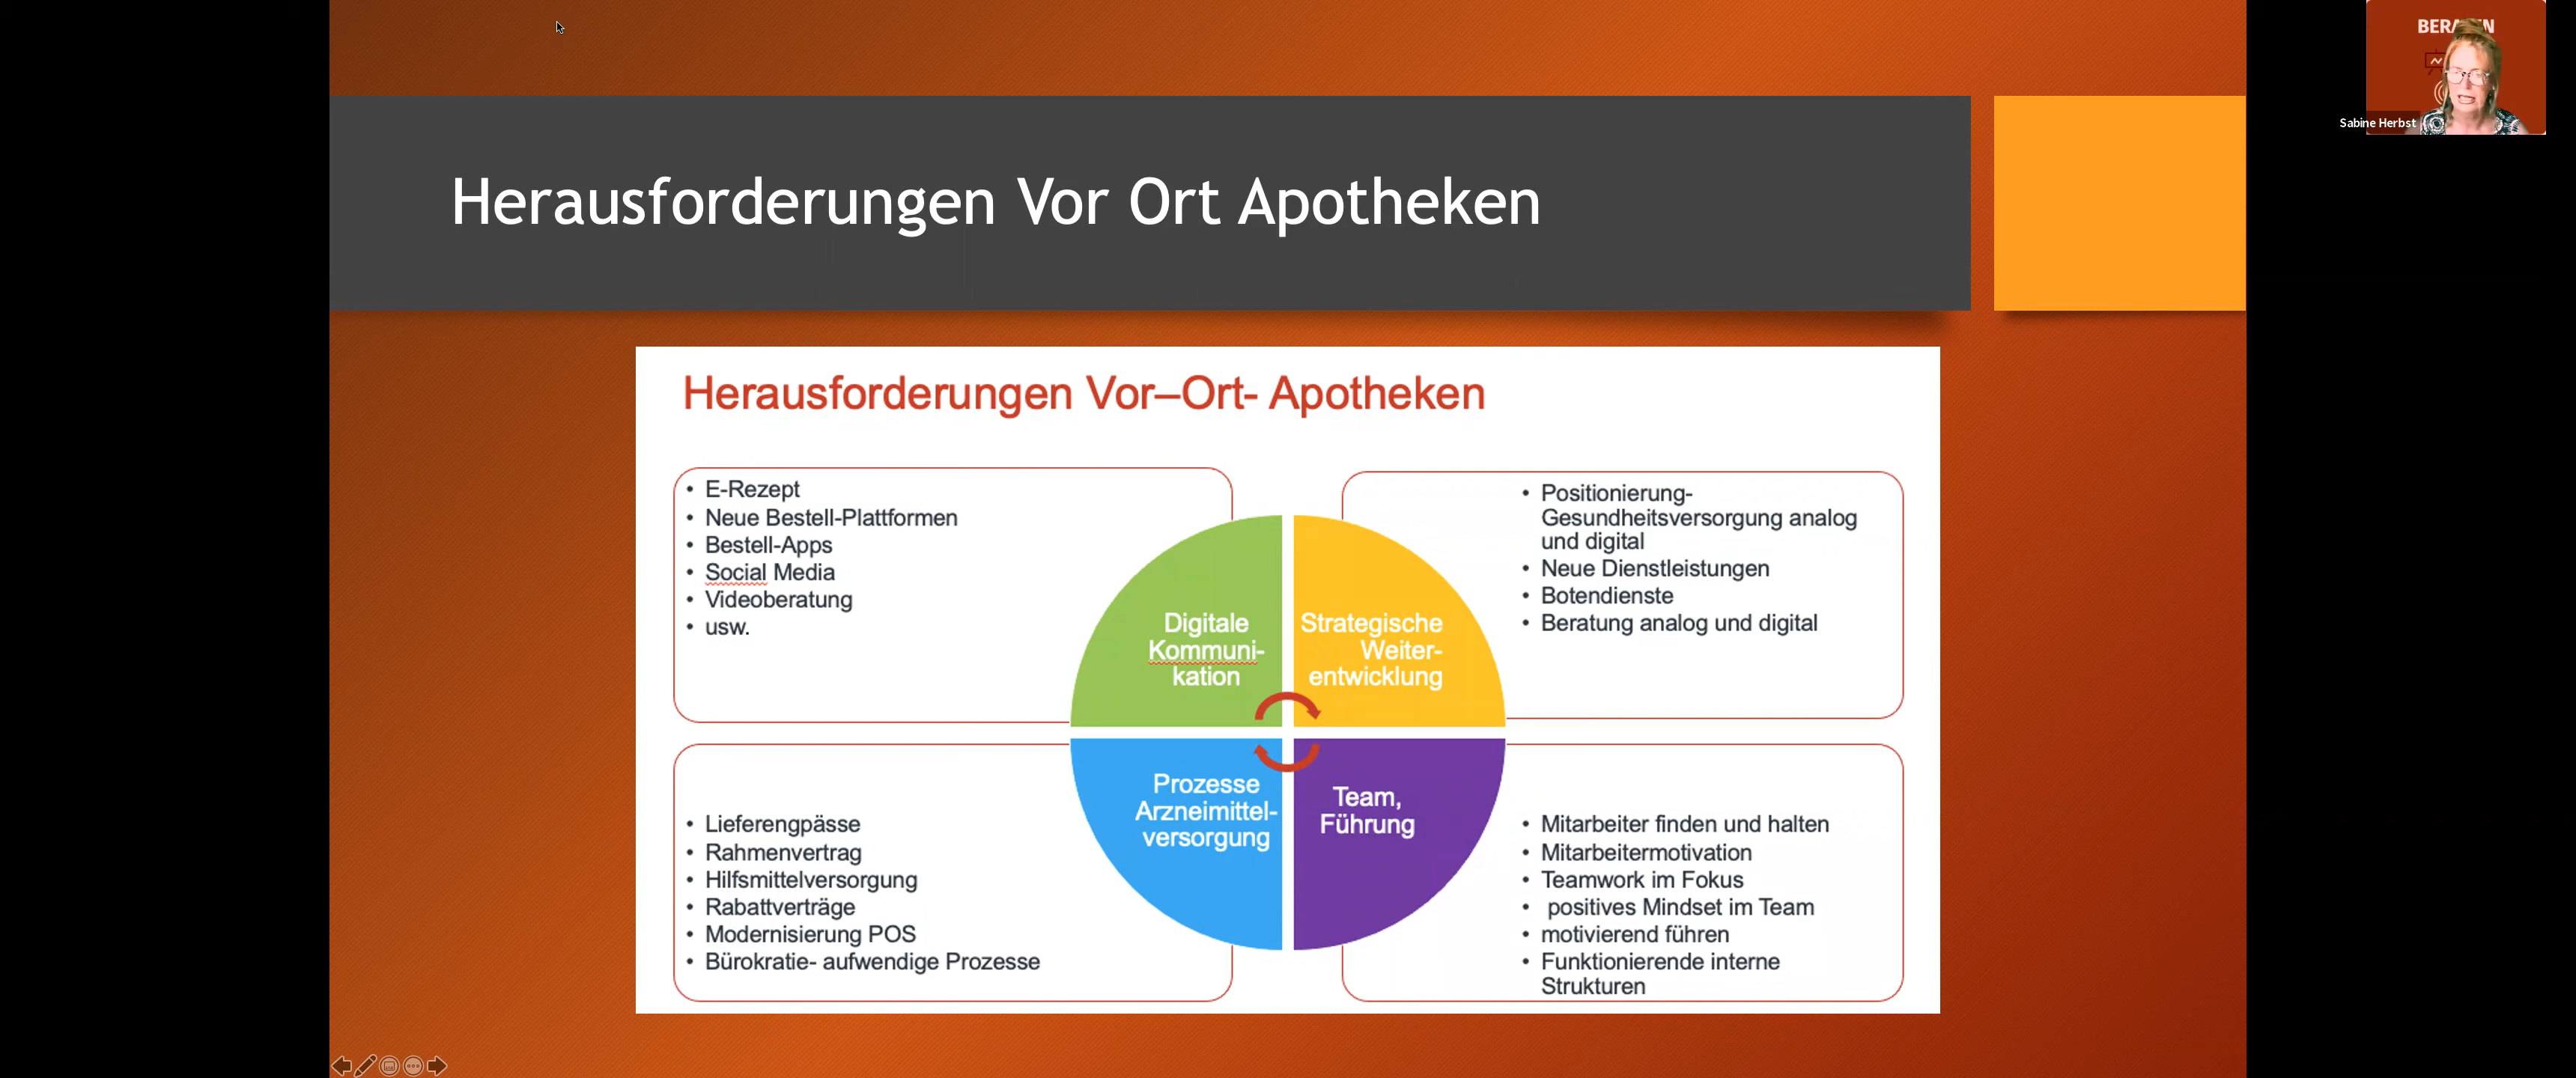 BERATEN
Sabine Herbst
Herausforderungen Vor Ort Apotheken
Herausforderungen Vor–Ort- Apotheken
• E-Rezept
• Neue Bestell-Plattformen
• Bestell-Apps
• Social Media
• Videoberatung
• usw.
• Positionierung-
Gesundheitsversorgung analog
und digital
• Neue Dienstleistungen
• Botendienste
• Beratung analog und digital
Digitale
Kommuni-
kation
Strategische
Weiter-
entwicklung
Prozesse
Arzneimittel-
versorgung
Team,
Führung
• Lieferengpässe
• Rahmenvertrag
• Hilfsmittelversorgung
• Rabattverträge
• Modernisierung POS
• Bürokratie- aufwendige Prozesse
• Mitarbeiter finden und halten
• Mitarbeitermotivation
• Teamwork im Fokus
• positives Mindset im Team
• motivierend führen
• Funktionierende interne
Strukturen